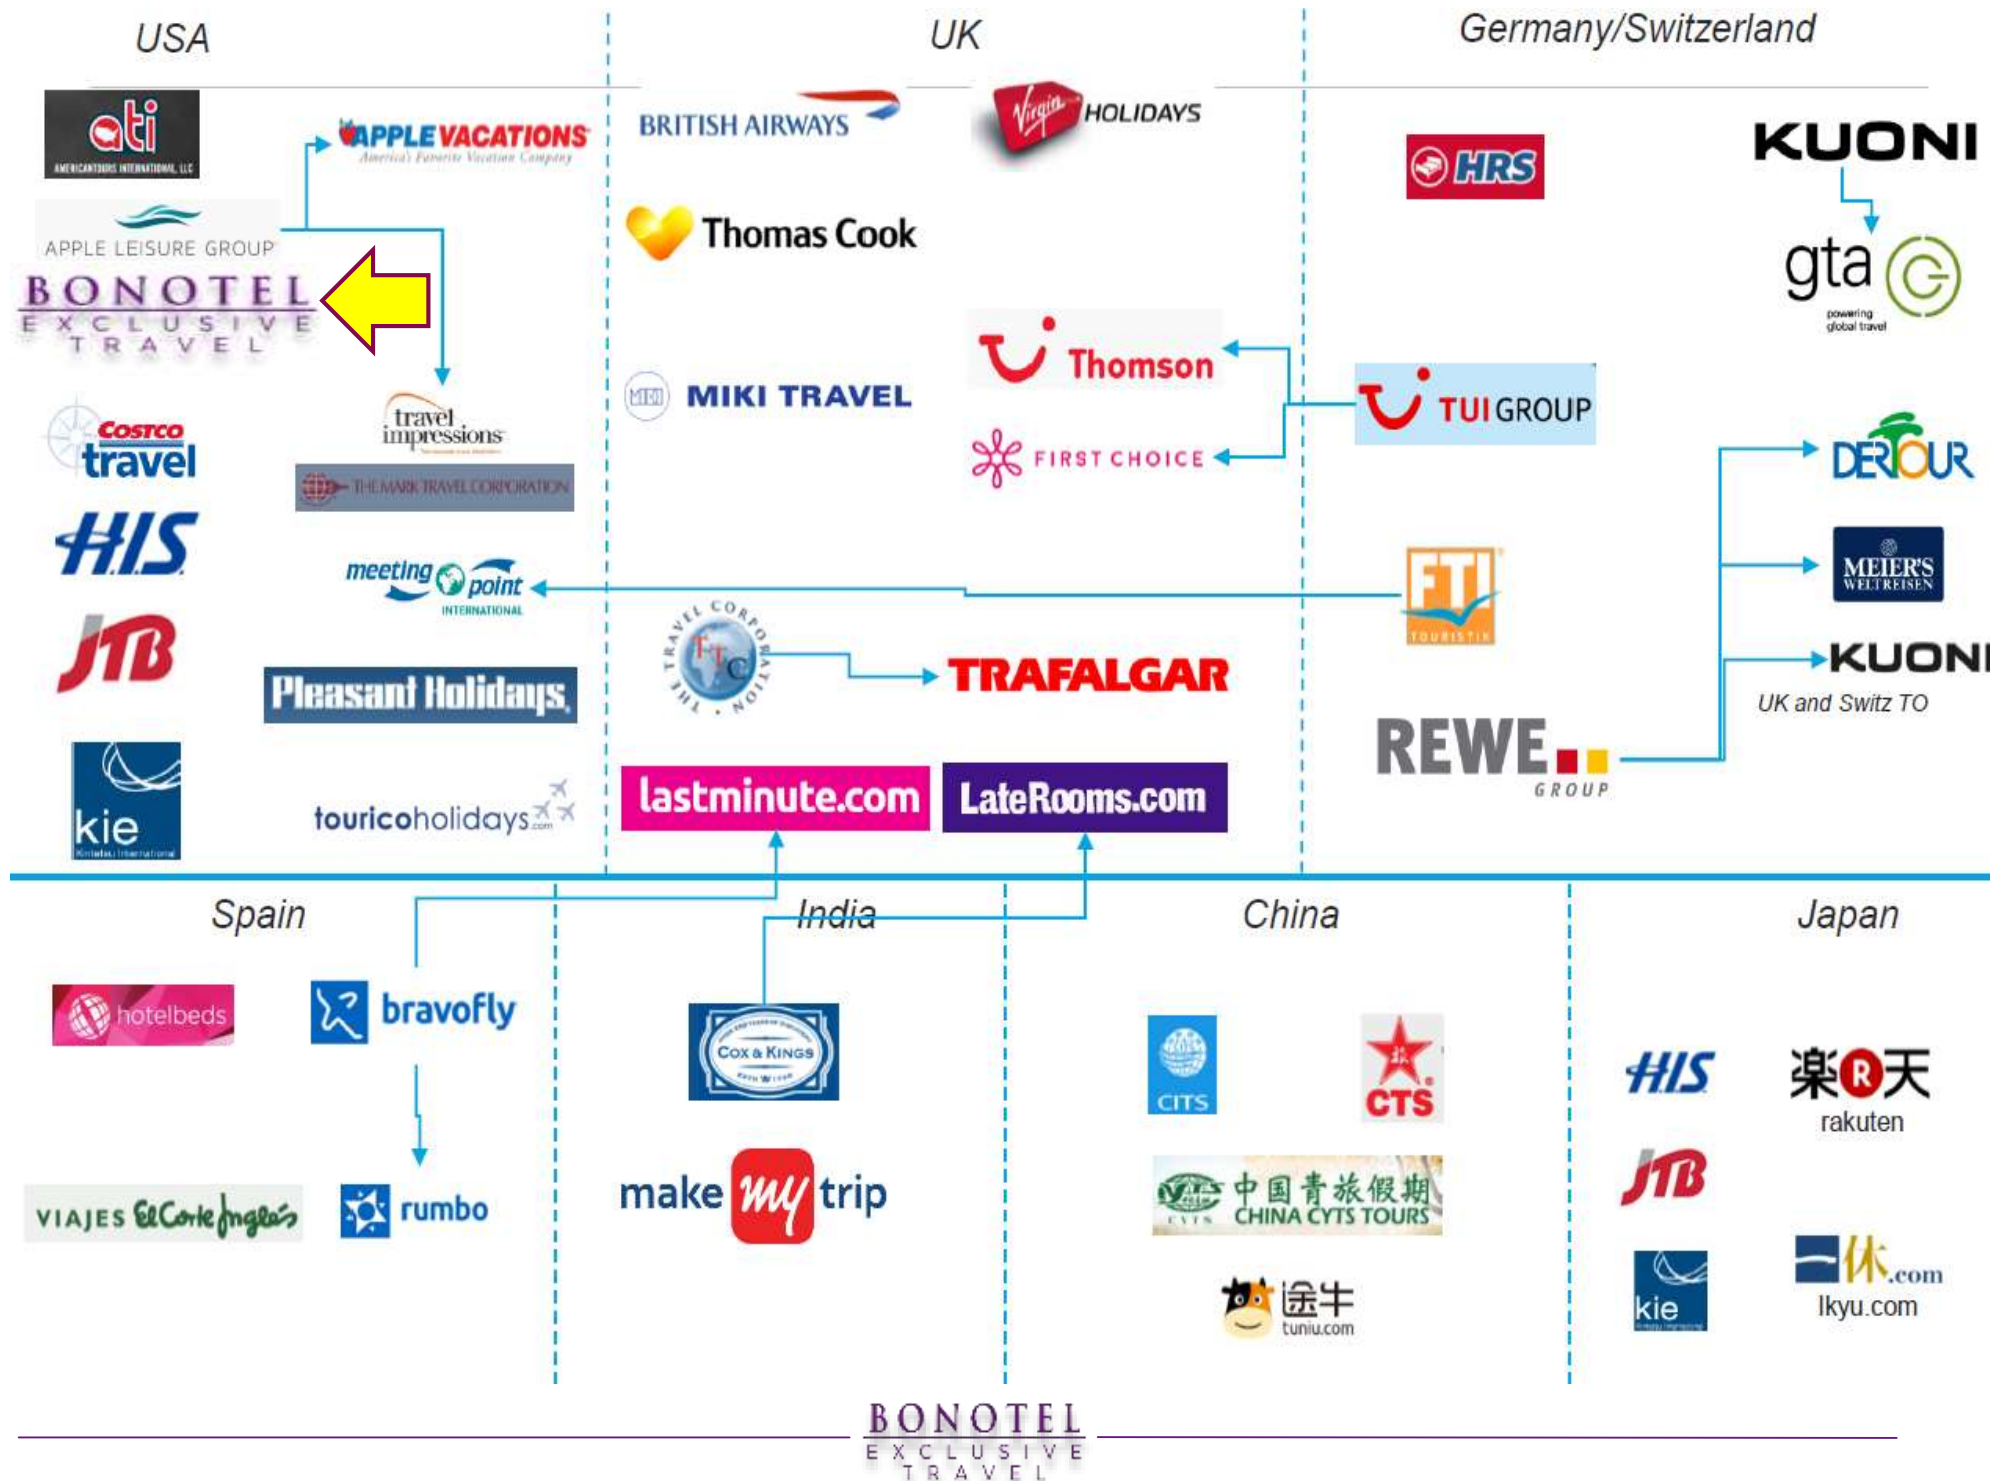 USA
UK
Germany/Switzerland
ati
AMERICANTOURS INTERNATIONAL, LLC
APPLE VACATIONS
America's Favorite Vacation Company
BRITISH AIRWAYS
Virgin HOLIDAYS
HRS
KUONI
APPLE LEISURE GROUP
Thomas Cook
gta
powering
global travel
BONOTEL
EXCLUSIVE
TRAVEL
Thomson
MIKI
MIKI TRAVEL
TUI GROUP
COSTCO
travel
travel
impressions
FIRST CHOICE
DERTOUR
THE MARK TRAVEL CORPORATION
H.I.S.
meeting point
INTERNATIONAL
FTI
TOURISTIK
MEIER'S
WELTREISEN
JTB
THE TRAVEL CORPORATION
TTC
TRAFALGAR
KUONI
UK and Switz TO
Pleasant Holidays
REWE
GROUP
kie
Kintetsu International
touricoholidays.com
lastminute.com
LateRooms.com
Spain
India
China
Japan
hotelbeds
bravofly
COX & KINGS
CITS
CTS
H.I.S.
楽R天
rakuten
VIAJES El Corte Inglés
rumbo
make my trip
CYTS
中国青旅假期
CHINA CYTS TOURS
JTB
途牛
tuniu.com
kie
一休.com
Ikyu.com
BONOTEL
EXCLUSIVE
TRAVEL